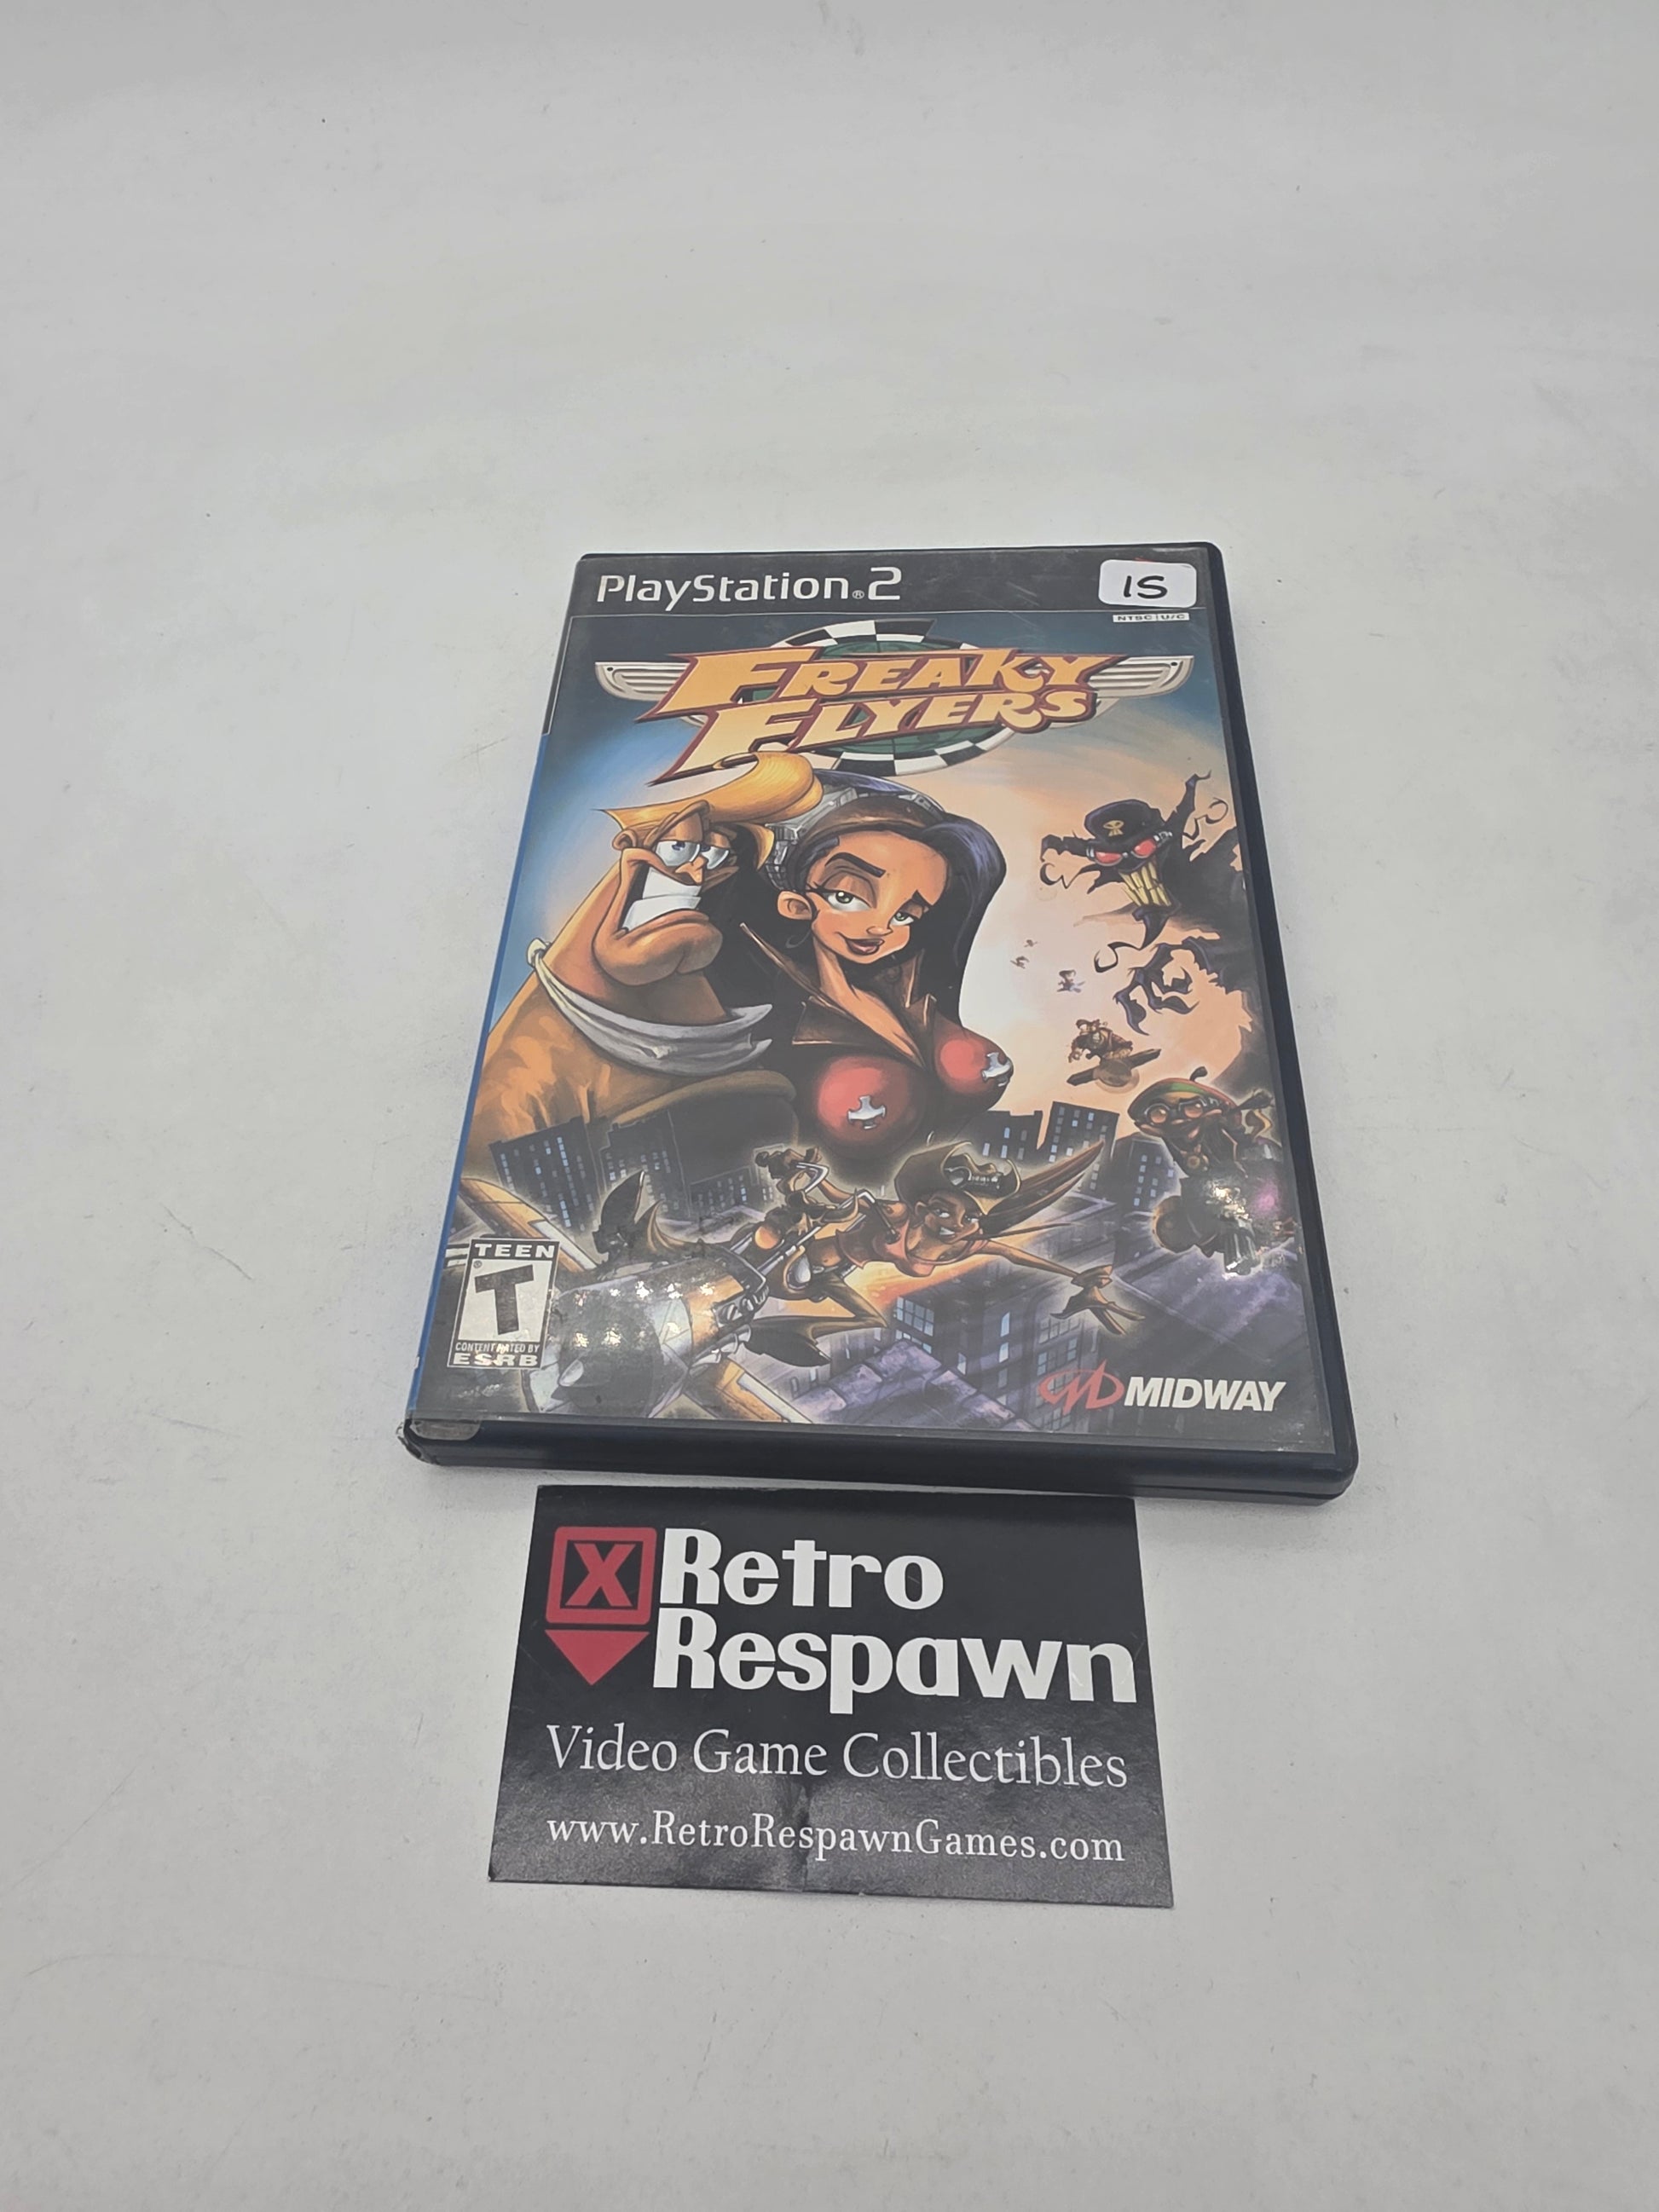 PlayStation®2
15
NTSC U/C
FREAKY
FLYERS
TEEN
T
CONTENT RATED BY
ESRB
MIDWAY
X Retro
Respawn
Video Game Collectibles
www.RetroRespawnGames.com